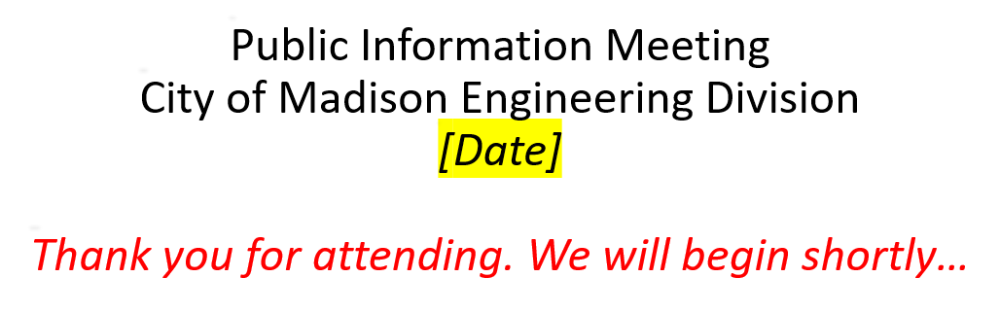 Public Information Meeting
City of Madison Engineering Division
[Date]
Thank you for attending. We will begin shortly…